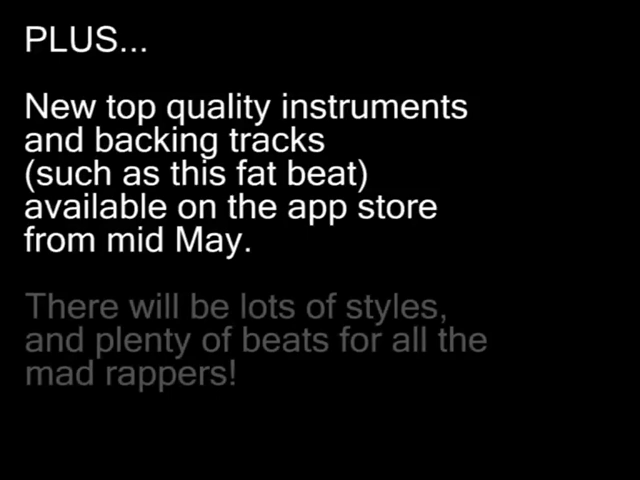 PLUS...
New top quality instruments
and backing tracks
(such as this fat beat)
available on the app store
from mid May.
There will be lots of styles,
and plenty of beats for all the
mad rappers!